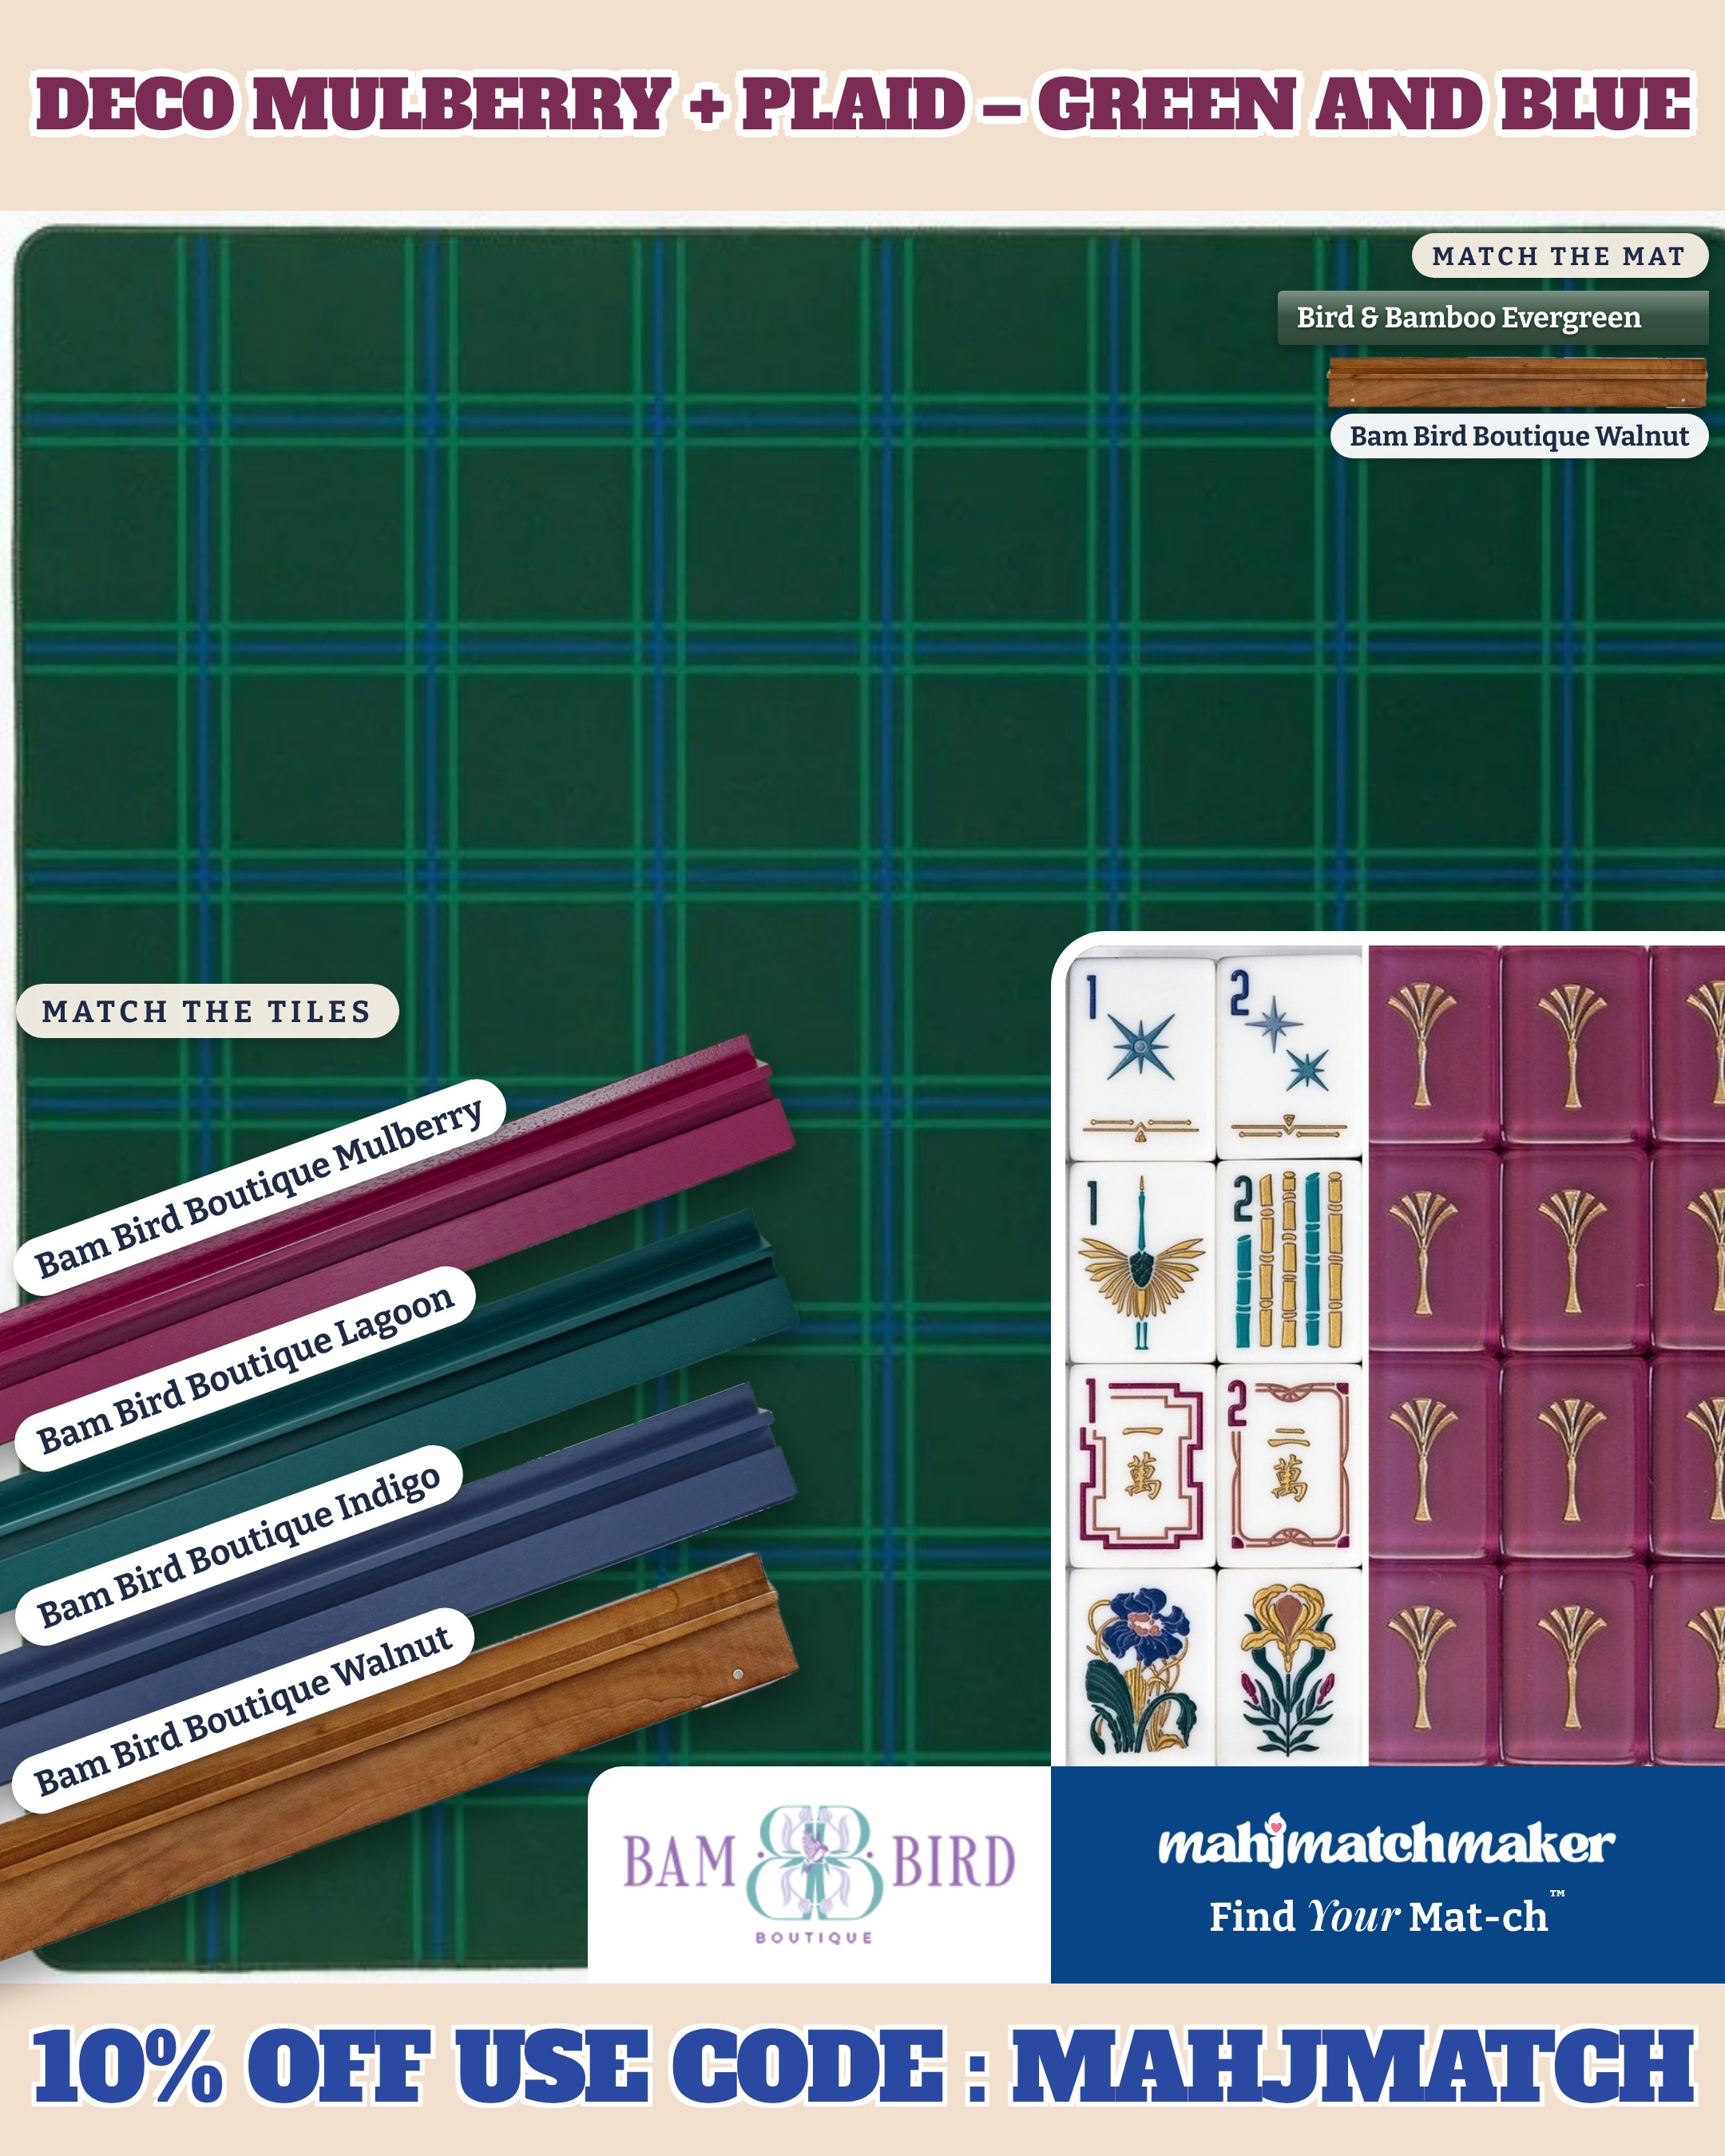 DECO MULBERRY + PLAID – GREEN AND BLUE
MATCH THE MAT
Bird & Bamboo Evergreen
Bam Bird Boutique Walnut
MATCH THE TILES
Bam Bird Boutique Mulberry
Bam Bird Boutique Lagoon
Bam Bird Boutique Indigo
Bam Bird Boutique Walnut
1 2
1 2
1 2
一 二
萬 萬
BAM BIRD
BOUTIQUE
mahjmatchmaker
Find Your Mat-ch™
10% OFF USE CODE : MAHJMATCH